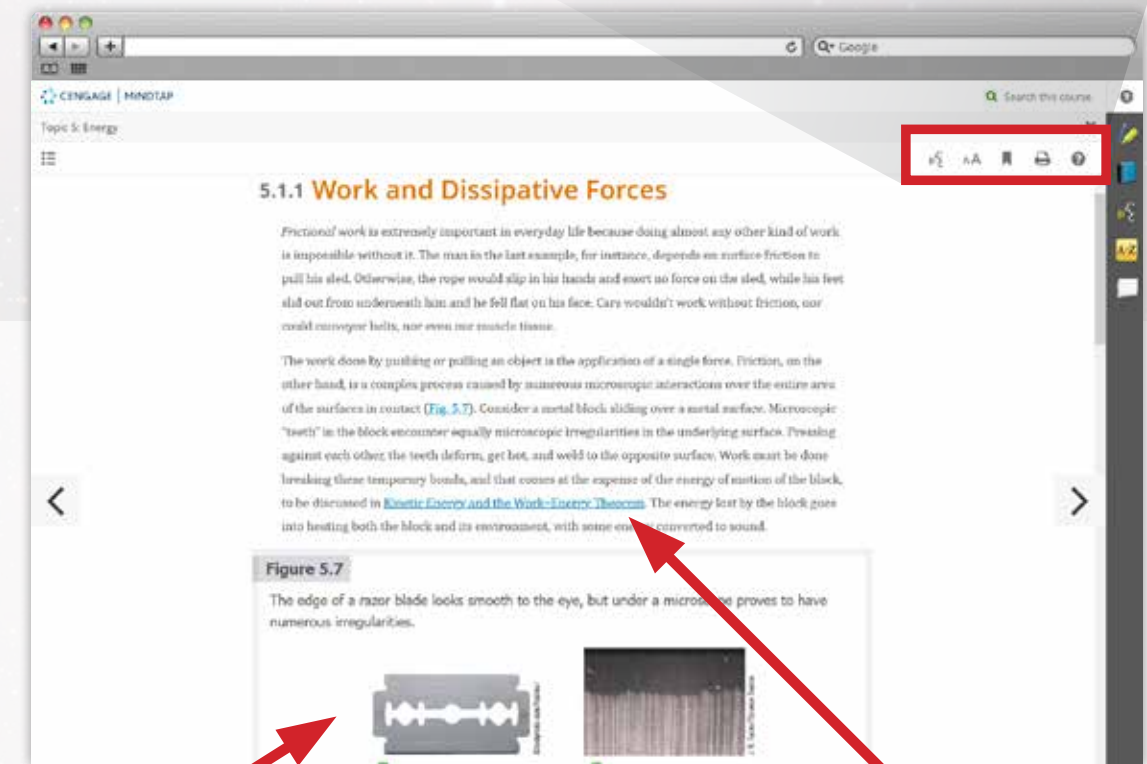 Google
CENGAGE | MINDTAP
Search this course
Topic 5: Energy
AA
5.1.1 Work and Dissipative Forces
Frictional work is extremely important in everyday life because doing almost any other kind of work
is impossible without it. The man in the last example, for instance, depends on surface friction to
pull his sled. Otherwise, the rope would slip in his hands and exert no force on the sled, while his feet
slid out from underneath him and he fell flat on his face. Cars wouldn't work without friction, nor
could conveyor belts, nor even our muscle tissue.
The work done by pushing or pulling an object is the application of a single force. Friction, on the
other hand, is a complex process caused by numerous microscopic interactions over the entire area
of the surfaces in contact (Fig. 5.7). Consider a metal block sliding over a metal surface. Microscopic
"teeth" in the block encounter equally microscopic irregularities in the underlying surface. Pressing
against each other, the teeth deform, get hot, and weld to the opposite surface. Work must be done
breaking these temporary bonds, and that comes at the expense of the energy of motion of the block,
to be discussed in Kinetic Energy and the Work–Energy Theorem. The energy lost by the block goes
into heating both the block and its environment, with some energy converted to sound.
Figure 5.7
The edge of a razor blade looks smooth to the eye, but under a microscope proves to have
numerous irregularities.
A-Z